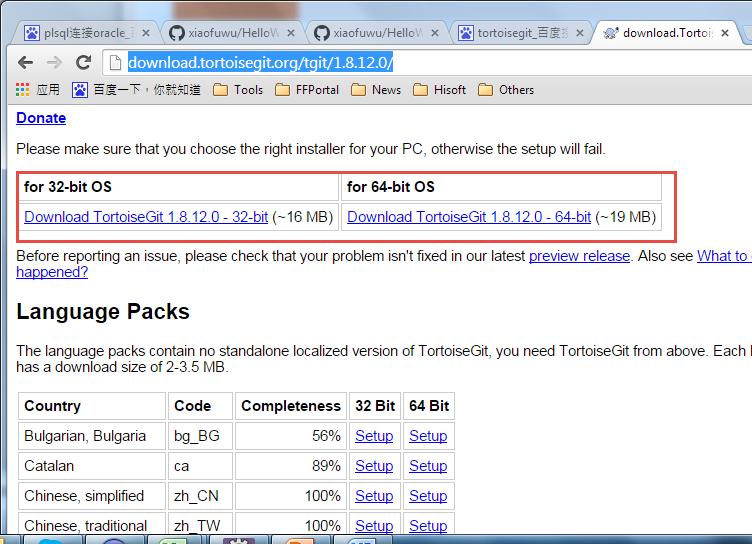 plsql连接oracle_
xiaofuwu/HelloW
xiaofuwu/HelloW
tortoisegit_百度搜
download.Tortois
download.tortoisegit.org/tgit/1.8.12.0/
应用 百度一下，你就知道 Tools FFPortal News Hisoft Others
Donate
Please make sure that you choose the right installer for your PC, otherwise the setup will fail.
for 32-bit OS for 64-bit OS
Download TortoiseGit 1.8.12.0 - 32-bit (~16 MB) Download TortoiseGit 1.8.12.0 - 64-bit (~19 MB)
Before reporting an issue, please check that your problem isn't fixed in our latest preview release. Also see What to
happened?
Language Packs
The language packs contain no standalone localized version of TortoiseGit, you need TortoiseGit from above. Each
has a download size of 2-3.5 MB.
Country Code Completeness 32 Bit 64 Bit
Bulgarian, Bulgaria bg_BG 56% Setup Setup
Catalan ca 89% Setup Setup
Chinese, simplified zh_CN 100% Setup Setup
Chinese, traditional zh_TW 100% Setup Setup